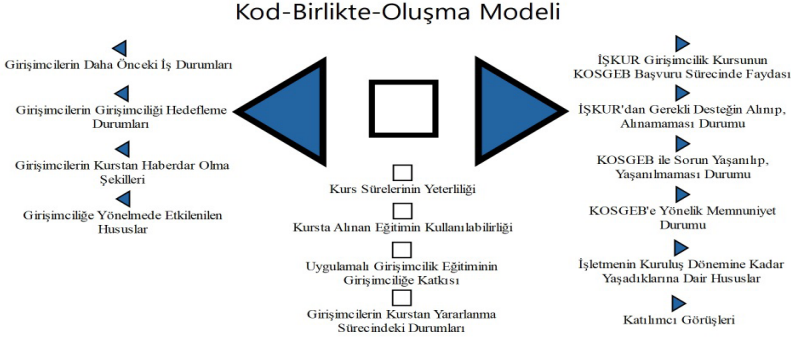 Kod-Birlikte-Oluşma Modeli
Girişimcilerin Daha Önceki İş Durumları
Girişimcilerin Girişimciliği Hedefleme
Durumları
Girişimcilerin Kurstan Haberdar Olma
Şekilleri
Girişimciliğe Yönelmede Etkilenilen
Hususlar
Kurs Sürelerinin Yeterliliği
Kursta Alınan Eğitimin Kullanılabilirliği
Uygulamalı Girişimcilik Eğitiminin
Girişimciliğe Katkısı
Girişimcilerin Kurstan Yararlanma
Sürecindeki Durumları
İŞKUR Girişimcilik Kursunun
KOSGEB Başvuru Sürecinde Faydası
İŞKUR'dan Gerekli Desteğin Alınıp,
Alınamaması Durumu
KOSGEB ile Sorun Yaşanılıp,
Yaşanılmaması Durumu
KOSGEB'e Yönelik Memnuniyet
Durumu
İşletmenin Kuruluş Dönemine Kadar
Yaşadıklarına Dair Hususlar
Katılımcı Görüşleri